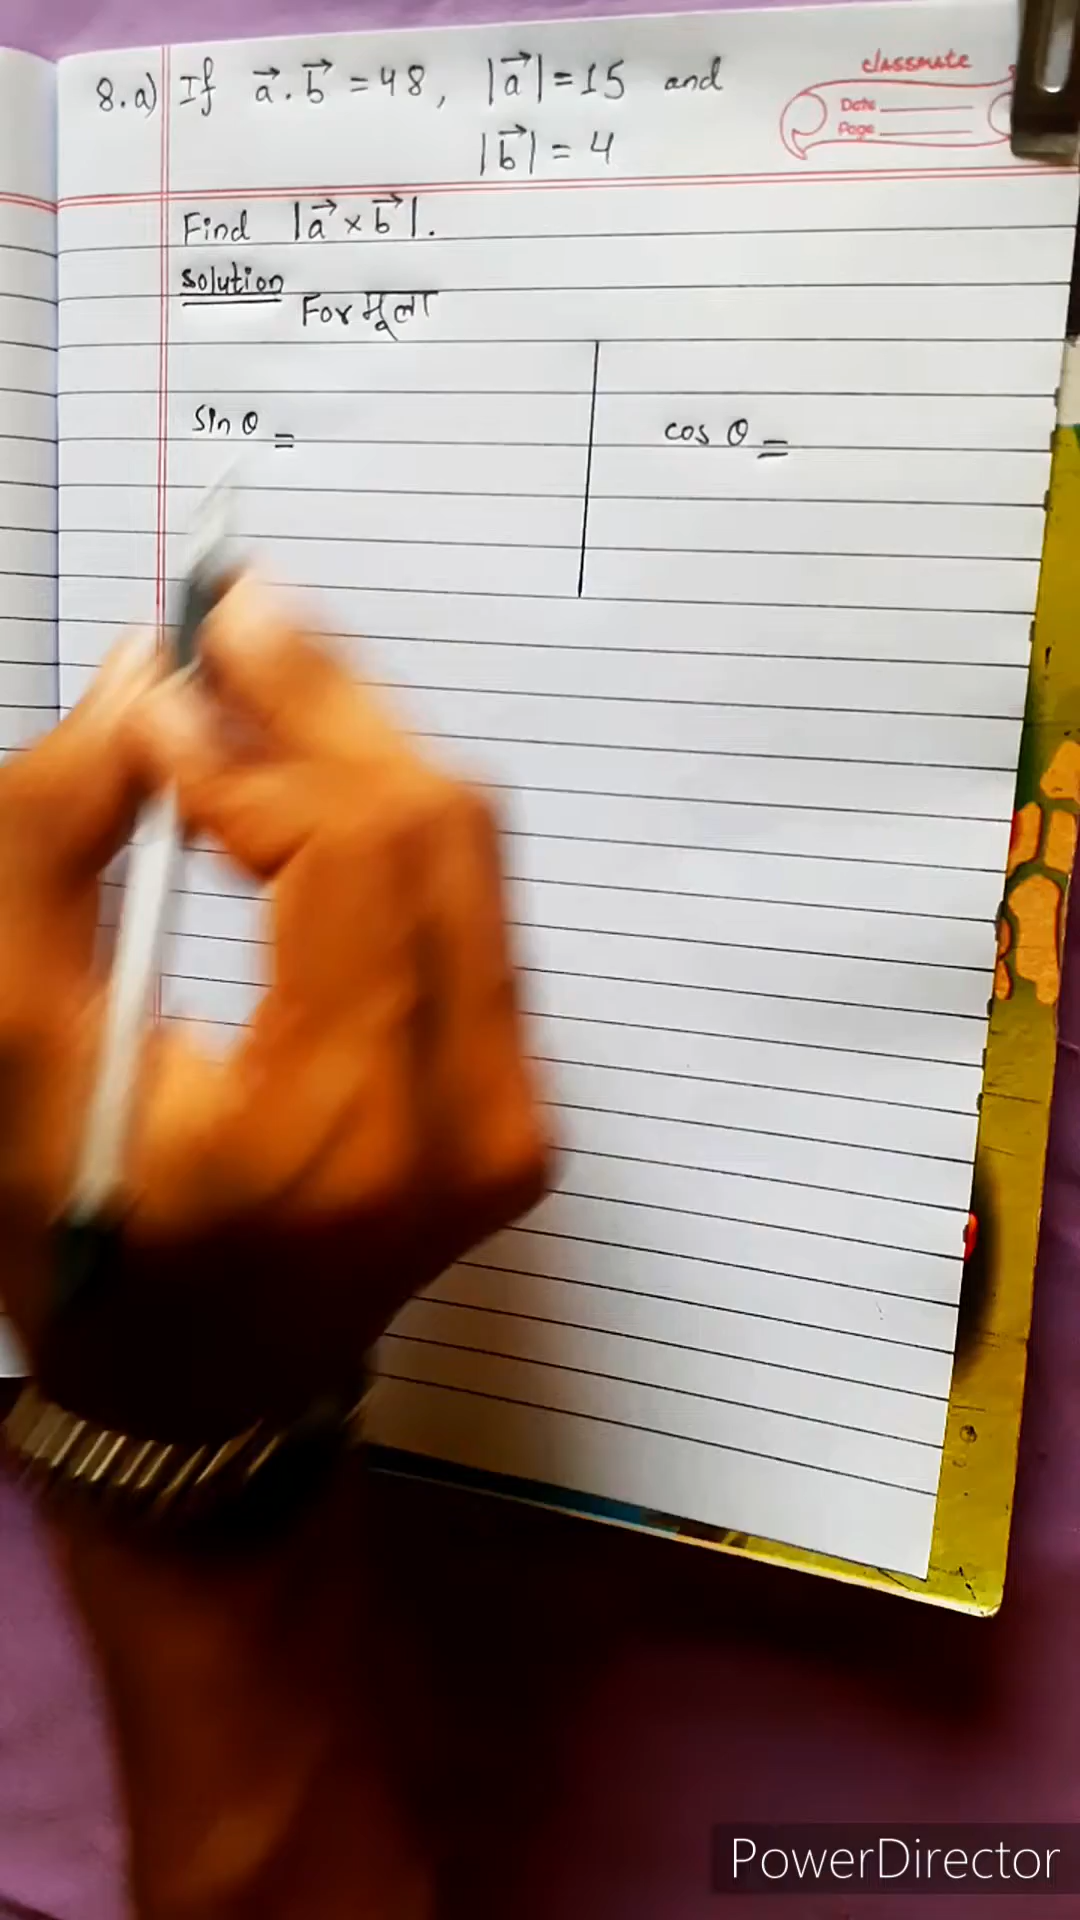 8. a) If a⃗ . b⃗ = 48, |a⃗| = 15 and
|b⃗| = 4
classmate
Date
Page
Find |a⃗ × b⃗|.
Solution
Forमूला
sin θ =
cos θ =
PowerDirector